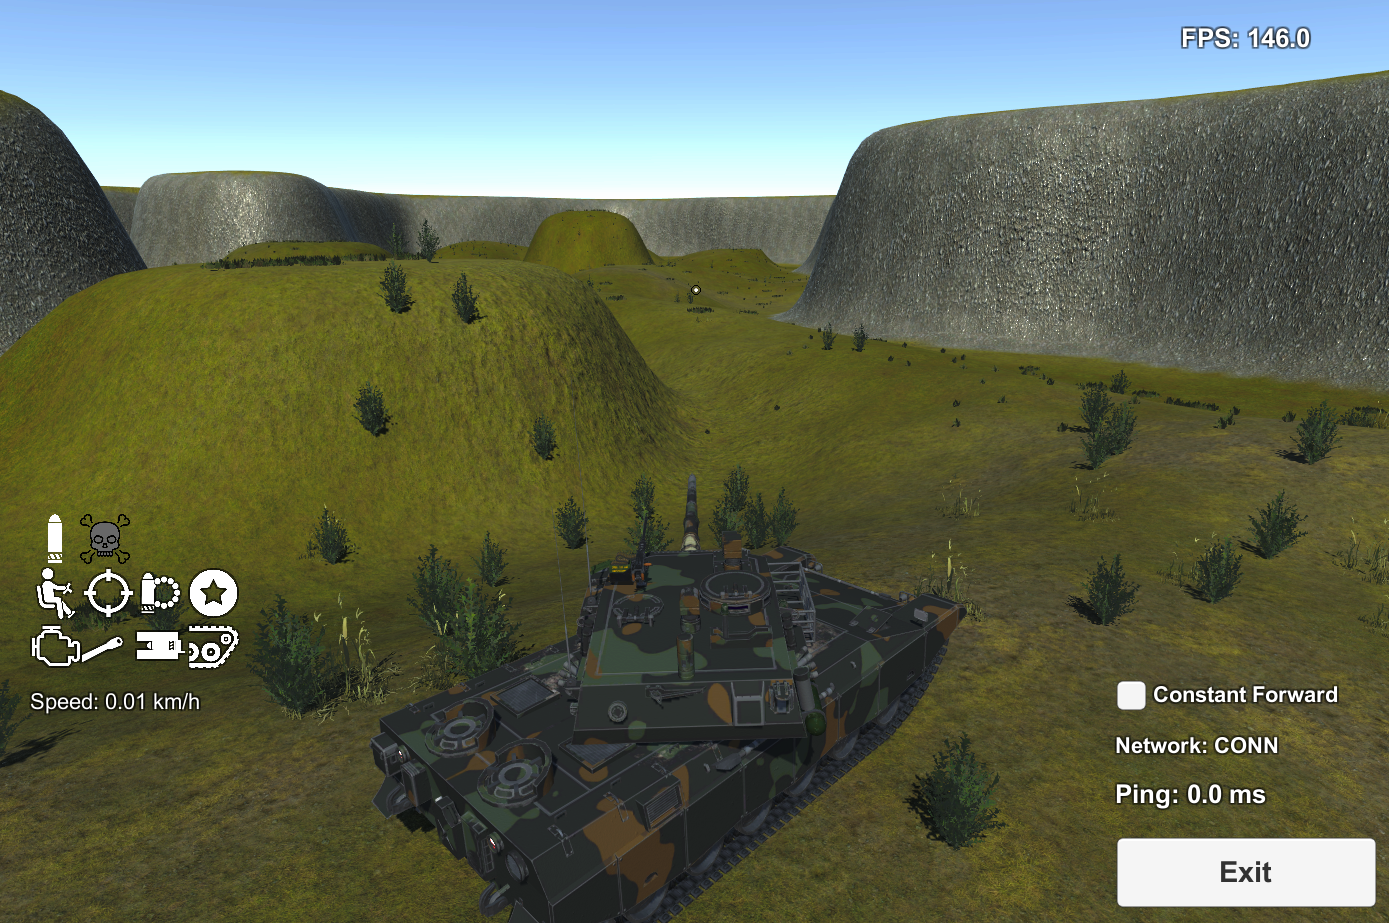 FPS: 146.0
Speed: 0.01 km/h
Constant Forward
Network: CONN
Ping: 0.0 ms
Exit